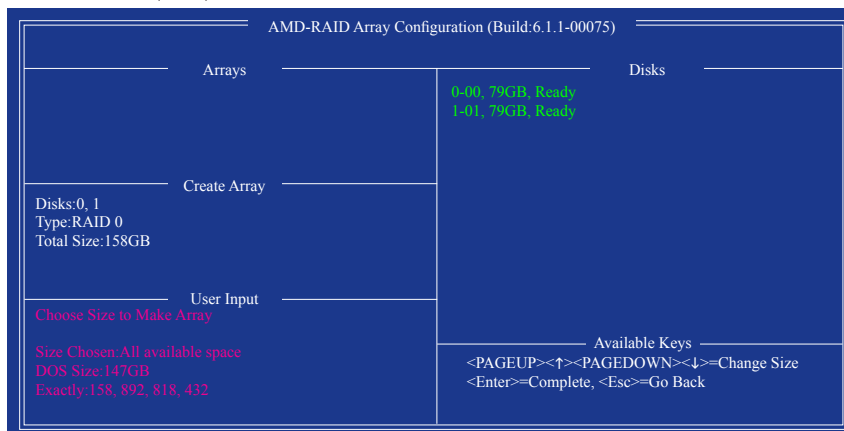 AMD-RAID Array Configuration (Build:6.1.1-00075)
Arrays
Disks
0-00, 79GB, Ready
1-01, 79GB, Ready
Create Array
Disks:0, 1
Type:RAID 0
Total Size:158GB
User Input
Choose Size to Make Array
Size Chosen:All available space
DOS Size:147GB
Exactly:158, 892, 818, 432
Available Keys
<PAGEUP><↑><PAGEDOWN><↓>=Change Size
<Enter>=Complete, <Esc>=Go Back